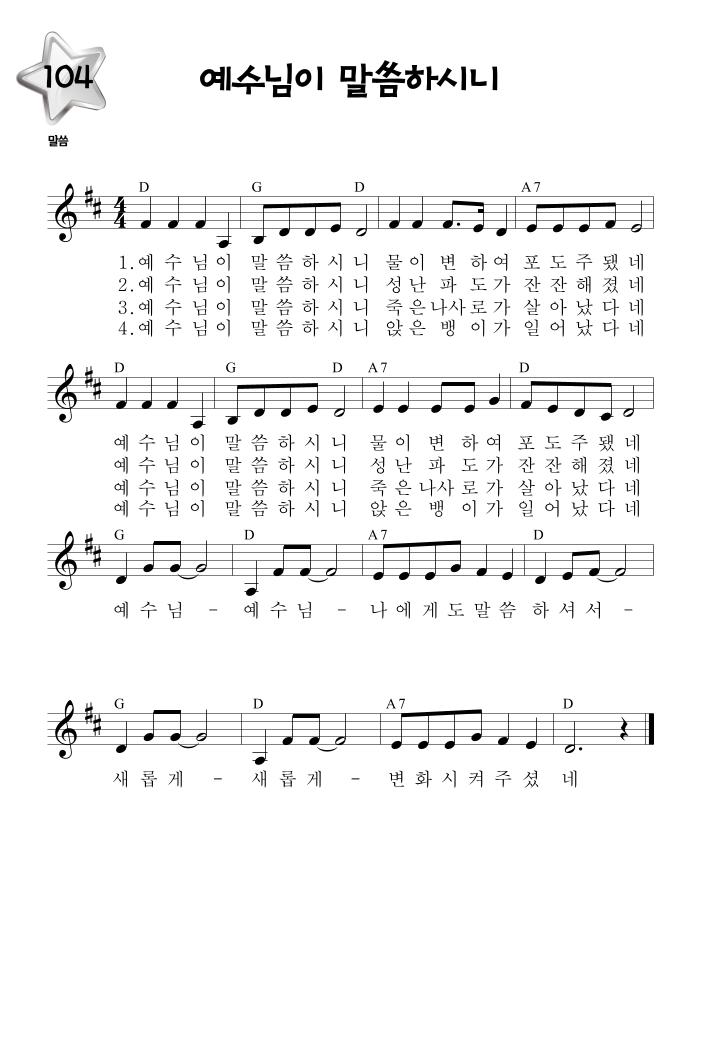 104
예수님이 말씀하시니
말씀
D G D A7
4 4
1.예 수 님 이 말 씀 하 시 니 물 이 변 하 여 포 도 주 됐 네
2.예 수 님 이 말 씀 하 시 니 성 난 파 도 가 잔 잔 해 졌 네
3.예 수 님 이 말 씀 하 시 니 죽 은 나 사 로 가 살 아 났 다 네
4.예 수 님 이 말 씀 하 시 니 앉 은 뱅 이 가 일 어 났 다 네
D G D A7 D
예 수 님 이 말 씀 하 시 니 물 이 변 하 여 포 도 주 됐 네
예 수 님 이 말 씀 하 시 니 성 난 파 도 가 잔 잔 해 졌 네
예 수 님 이 말 씀 하 시 니 죽 은 나 사 로 가 살 아 났 다 네
예 수 님 이 말 씀 하 시 니 앉 은 뱅 이 가 일 어 났 다 네
G D A7 D
예 수 님 - 예 수 님 - 나 에 게 도 말 씀 하 셔 서 -
G D A7 D
새 롭 게 - 새 롭 게 - 변 화 시 켜 주 셨 네